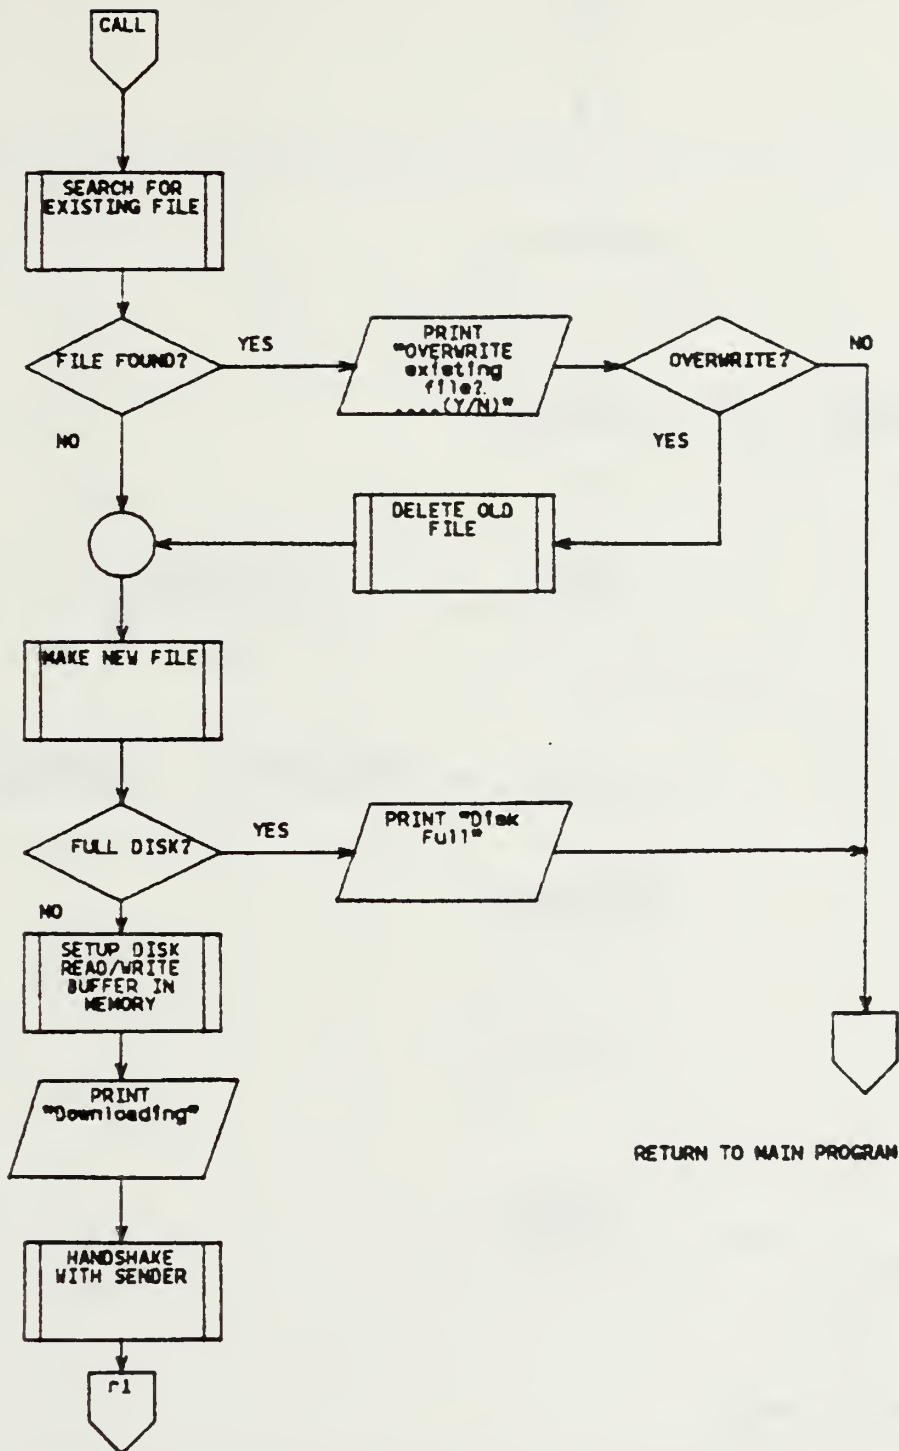 CALL
SEARCH FOR
EXISTING FILE
FILE FOUND?
YES
PRINT
"OVERWRITE
existing
file?.
....(Y/N)"
OVERWRITE?
NO
NO
YES
DELETE OLD
FILE
MAKE NEW FILE
FULL DISK?
YES
PRINT "Disk
Full"
NO
SETUP DISK
READ/WRITE
BUFFER IN
MEMORY
PRINT
"Downloading"
RETURN TO MAIN PROGRAM
HANDSHAKE
WITH SENDER
r1